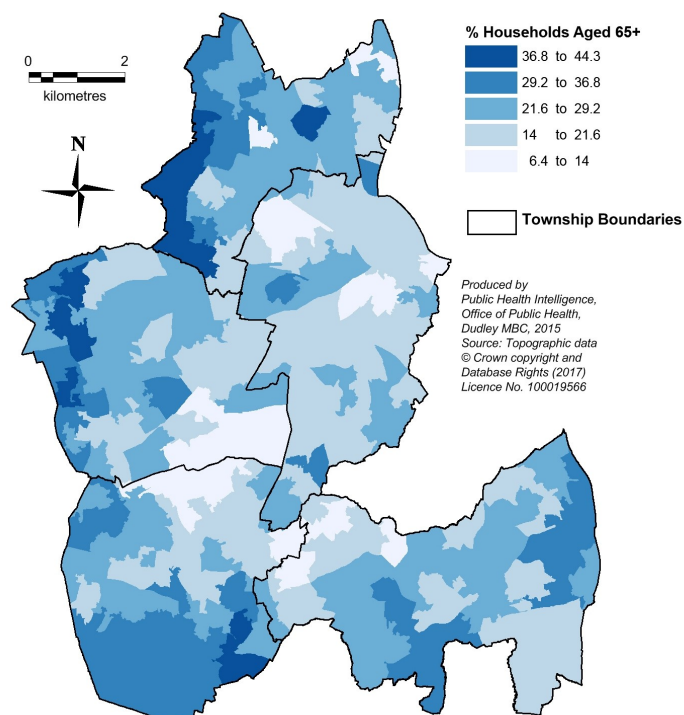 % Households Aged 65+
36.8 to 44.3
29.2 to 36.8
21.6 to 29.2
14 to 21.6
6.4 to 14
0 2
kilometres
N
Township Boundaries
Produced by
Public Health Intelligence,
Office of Public Health,
Dudley MBC, 2015
Source: Topographic data
© Crown copyright and
Database Rights (2017)
Licence No. 100019566